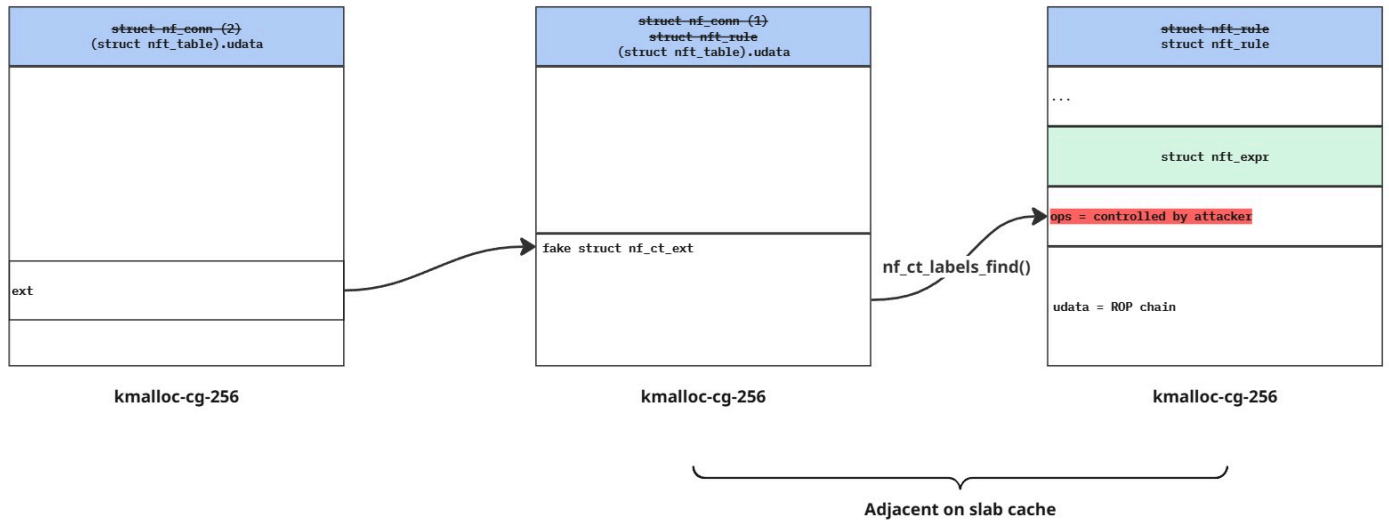 struct nf_conn (2)
(struct nft_table).udata
ext
kmalloc-cg-256
struct nf_conn (1)
struct nft_rule
(struct nft_table).udata
fake struct nf_ct_ext
kmalloc-cg-256
nf_ct_labels_find()
struct nft_rule
struct nft_rule
...
struct nft_expr
ops = controlled by attacker
udata = ROP chain
kmalloc-cg-256
Adjacent on slab cache